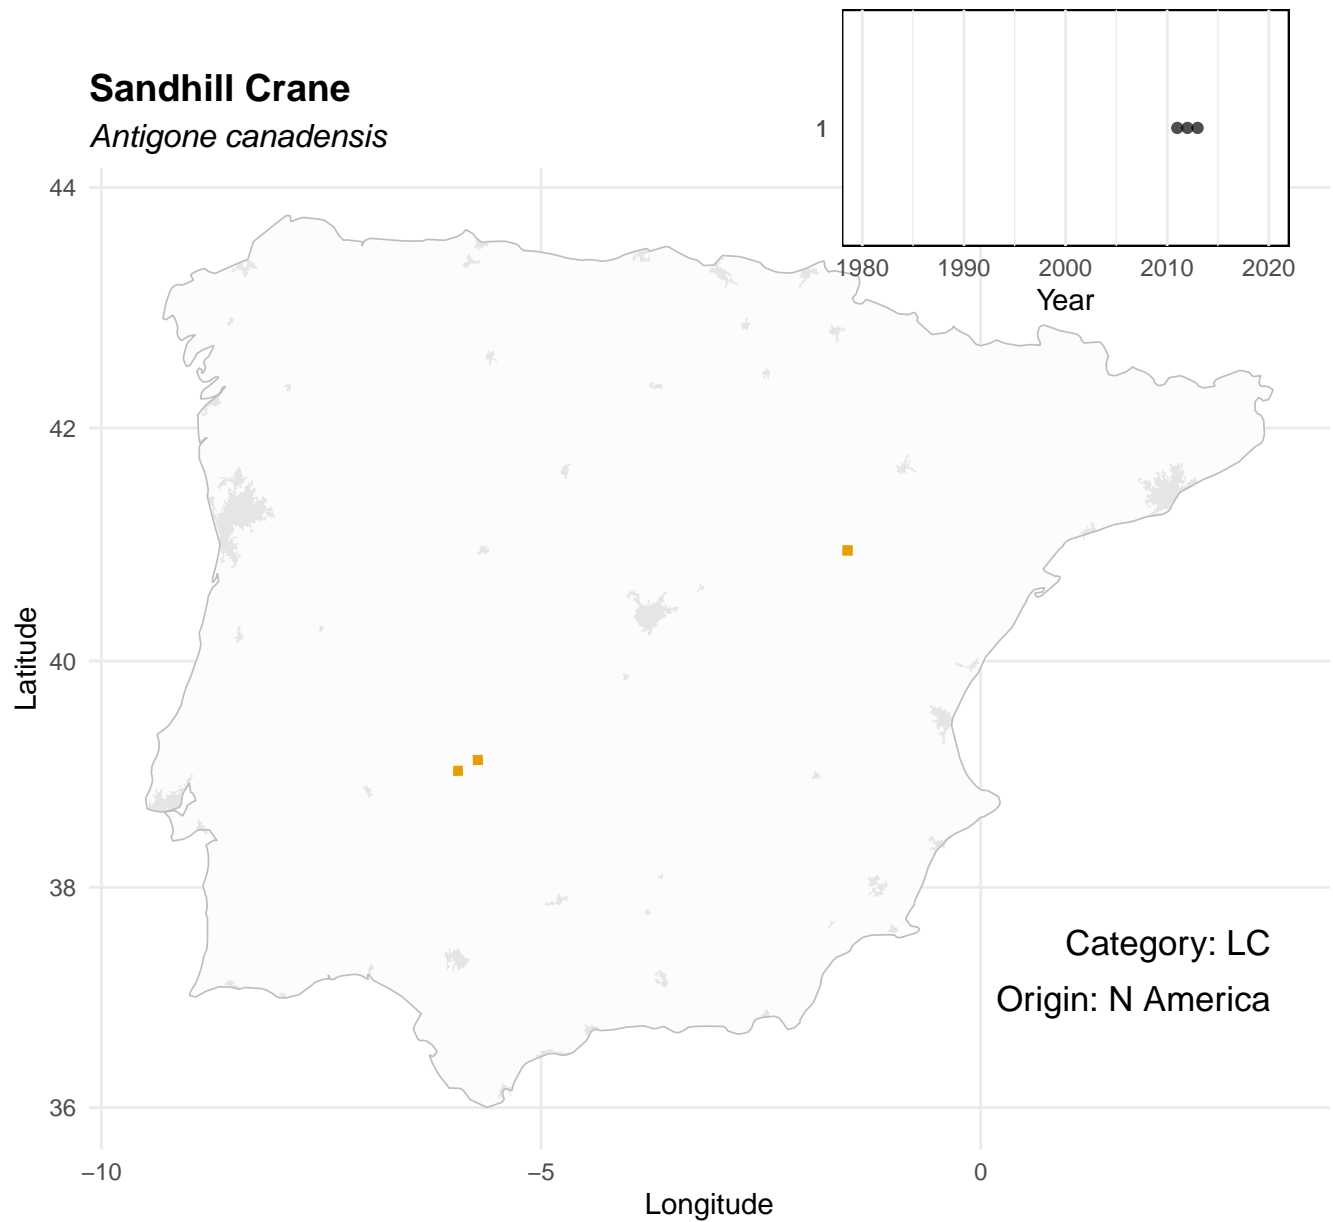 Sandhill Crane
Antigone canadensis
1
1980 1990 2000 2010 2020
Year
44
42
40
38
36
Latitude
Category: LC
Origin: N America
−10 −5 0
Longitude